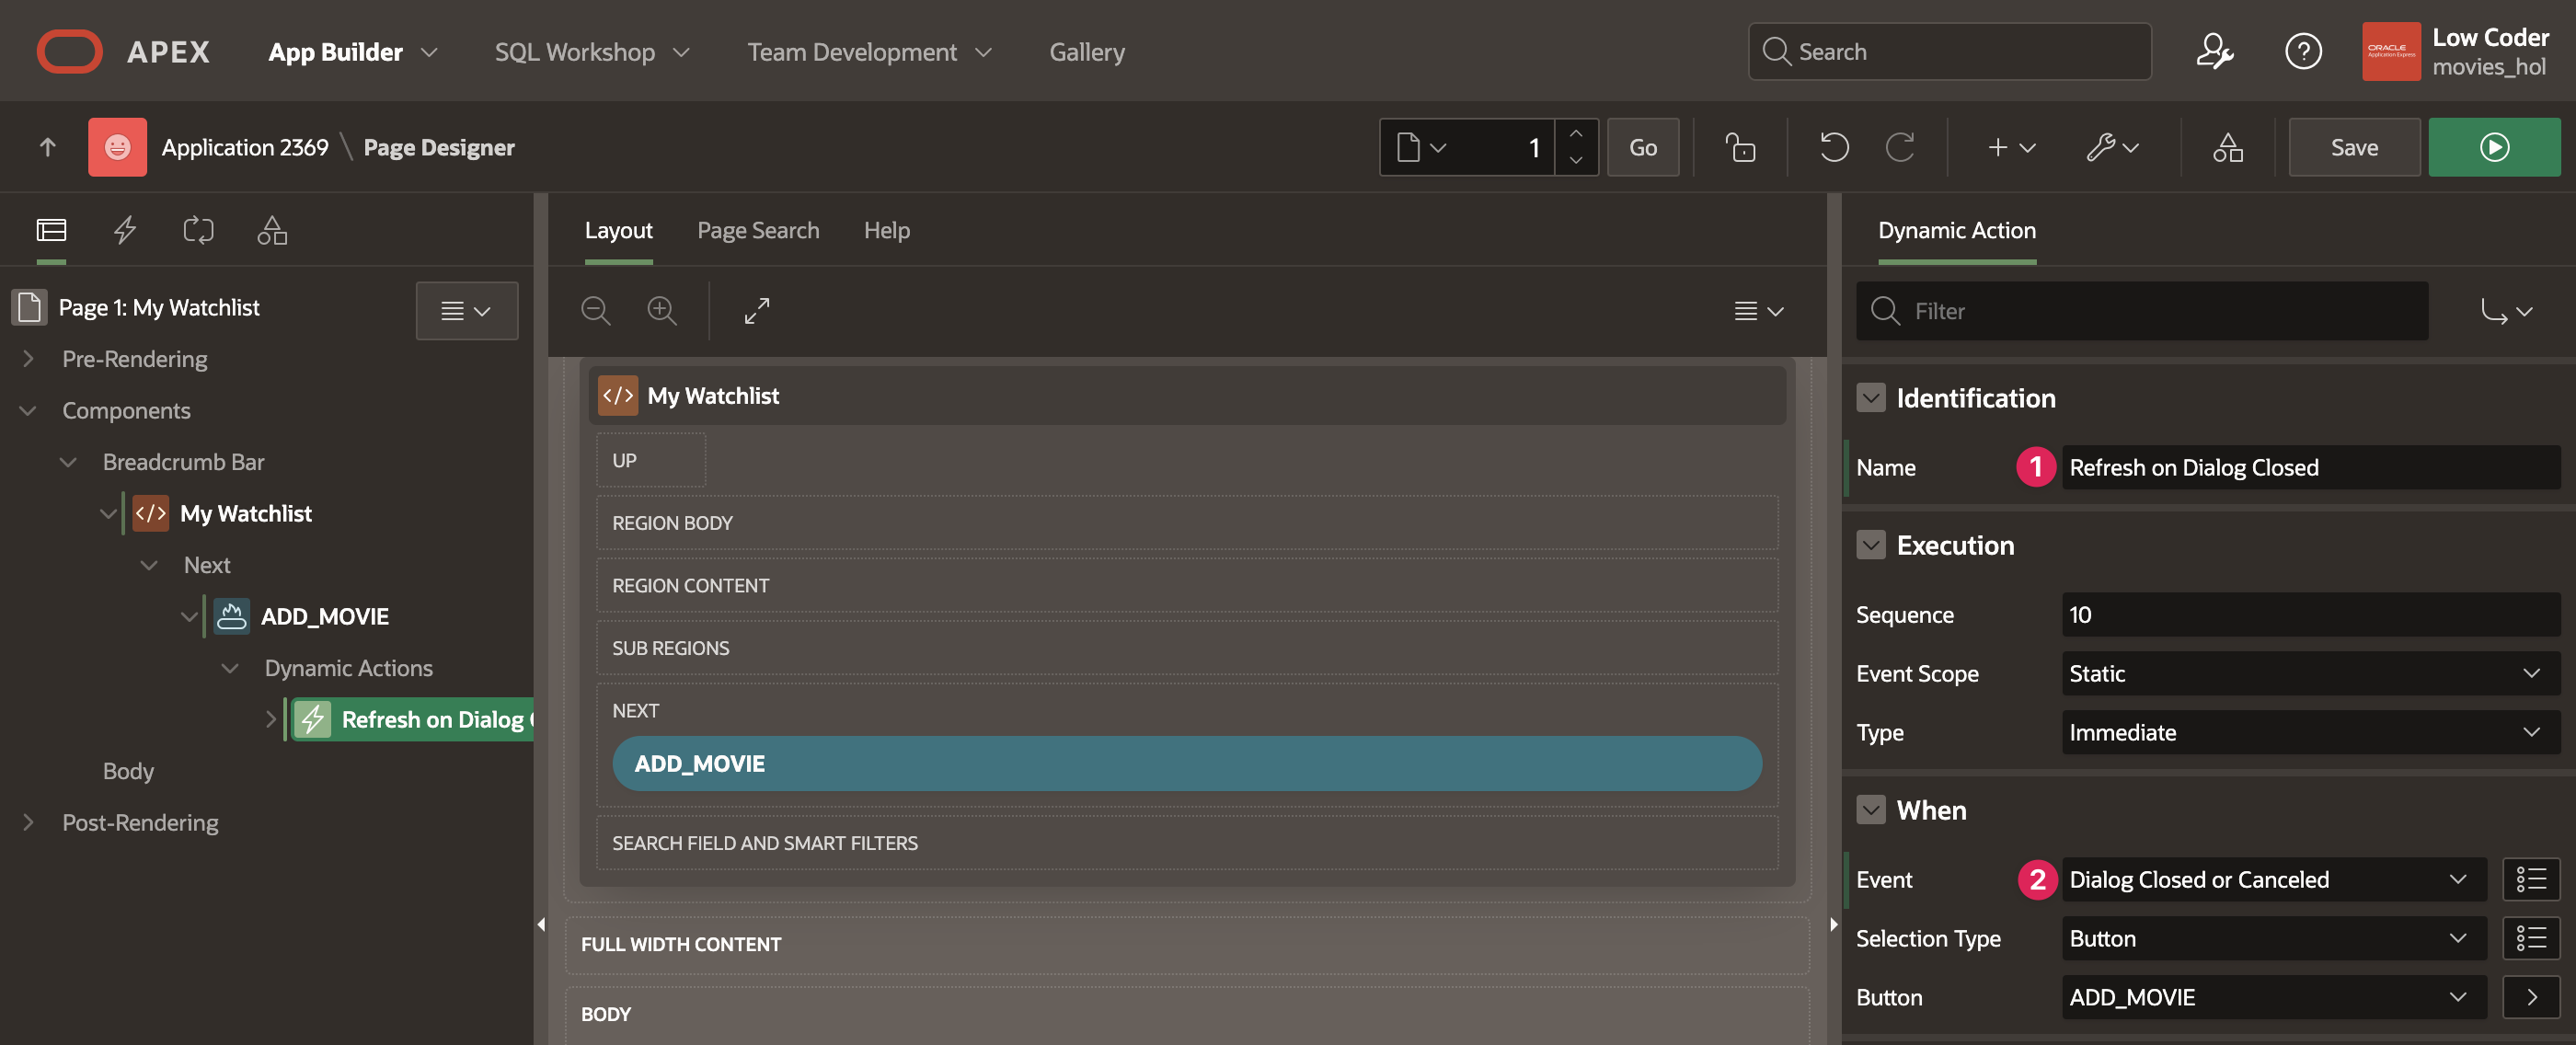 APEX App Builder SQL Workshop Team Development Gallery Search
ORACLE
Application Express
Low Coder
movies_hol
Application 2369 \ Page Designer 1 Go Save
Layout Page Search Help
Dynamic Action
Page 1: My Watchlist
Pre-Rendering
Components
Breadcrumb Bar
</> My Watchlist
Next
ADD_MOVIE
Dynamic Actions
Refresh on Dialog
Body
Post-Rendering
</> My Watchlist
UP
REGION BODY
REGION CONTENT
SUB REGIONS
NEXT
ADD_MOVIE
SEARCH FIELD AND SMART FILTERS
FULL WIDTH CONTENT
BODY
Filter
Identification
Name 1 Refresh on Dialog Closed
Execution
Sequence 10
Event Scope Static
Type Immediate
When
Event 2 Dialog Closed or Canceled
Selection Type Button
Button ADD_MOVIE